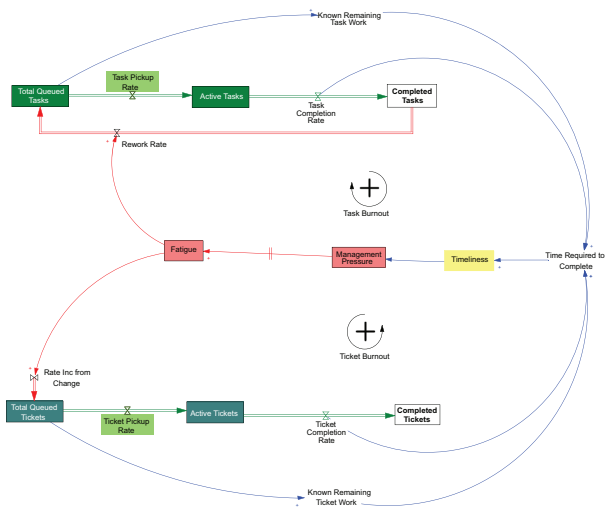 Known Remaining
Task Work
Task Pickup
Rate
Total Queued
Tasks
Active Tasks
Task
Completion
Rate
Completed
Tasks
Rework Rate
Task Burnout
Fatigue
Management
Pressure
Timeliness
Time Required to
Complete
Ticket Burnout
Rate Inc from
Change
Total Queued
Tickets
Ticket Pickup
Rate
Active Tickets
Ticket
Completion
Rate
Completed
Tickets
Known Remaining
Ticket Work